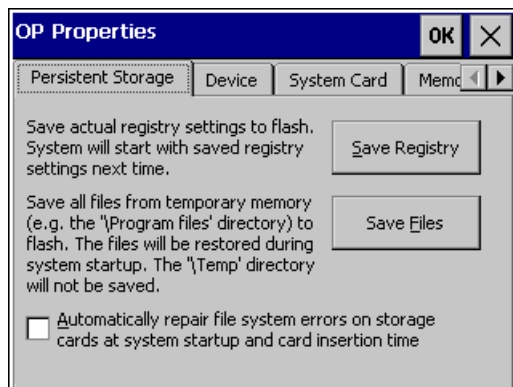 OP Properties OK
Persistent Storage Device System Card
Save actual registry settings to flash.
System will start with saved registry
settings next time.
Save Registry
Save all files from temporary memory
(e.g. the '\Program files' directory) to
flash. The files will be restored during
system startup. The '\Temp' directory
will not be saved.
Save Files
Automatically repair file system errors on storage
cards at system startup and card insertion time